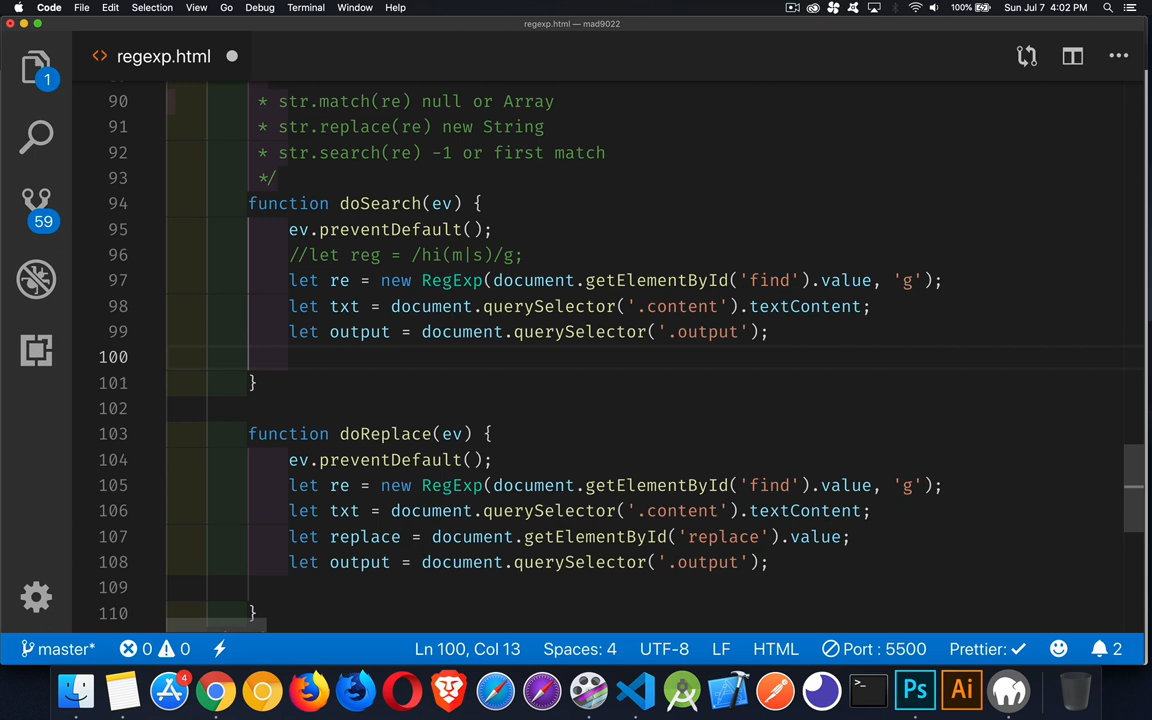 Code File Edit Selection View Go Debug Terminal Window Help 100% Sun Jul 7 4:02 PM
regexp.html — mad9022
<> regexp.html
1
59
90 * str.match(re) null or Array
91 * str.replace(re) new String
92 * str.search(re) -1 or first match
93 */
94 function doSearch(ev) {
95 ev.preventDefault();
96 //let reg = /hi(m|s)/g;
97 let re = new RegExp(document.getElementById('find').value, 'g');
98 let txt = document.querySelector('.content').textContent;
99 let output = document.querySelector('.output');
100
101 }
102
103 function doReplace(ev) {
104 ev.preventDefault();
105 let re = new RegExp(document.getElementById('find').value, 'g');
106 let txt = document.querySelector('.content').textContent;
107 let replace = document.getElementById('replace').value;
108 let output = document.querySelector('.output');
109
110 }
master* 0 0 Ln 100, Col 13 Spaces: 4 UTF-8 LF HTML Port : 5500 Prettier: ✓ 2
4 >_ Ps Ai